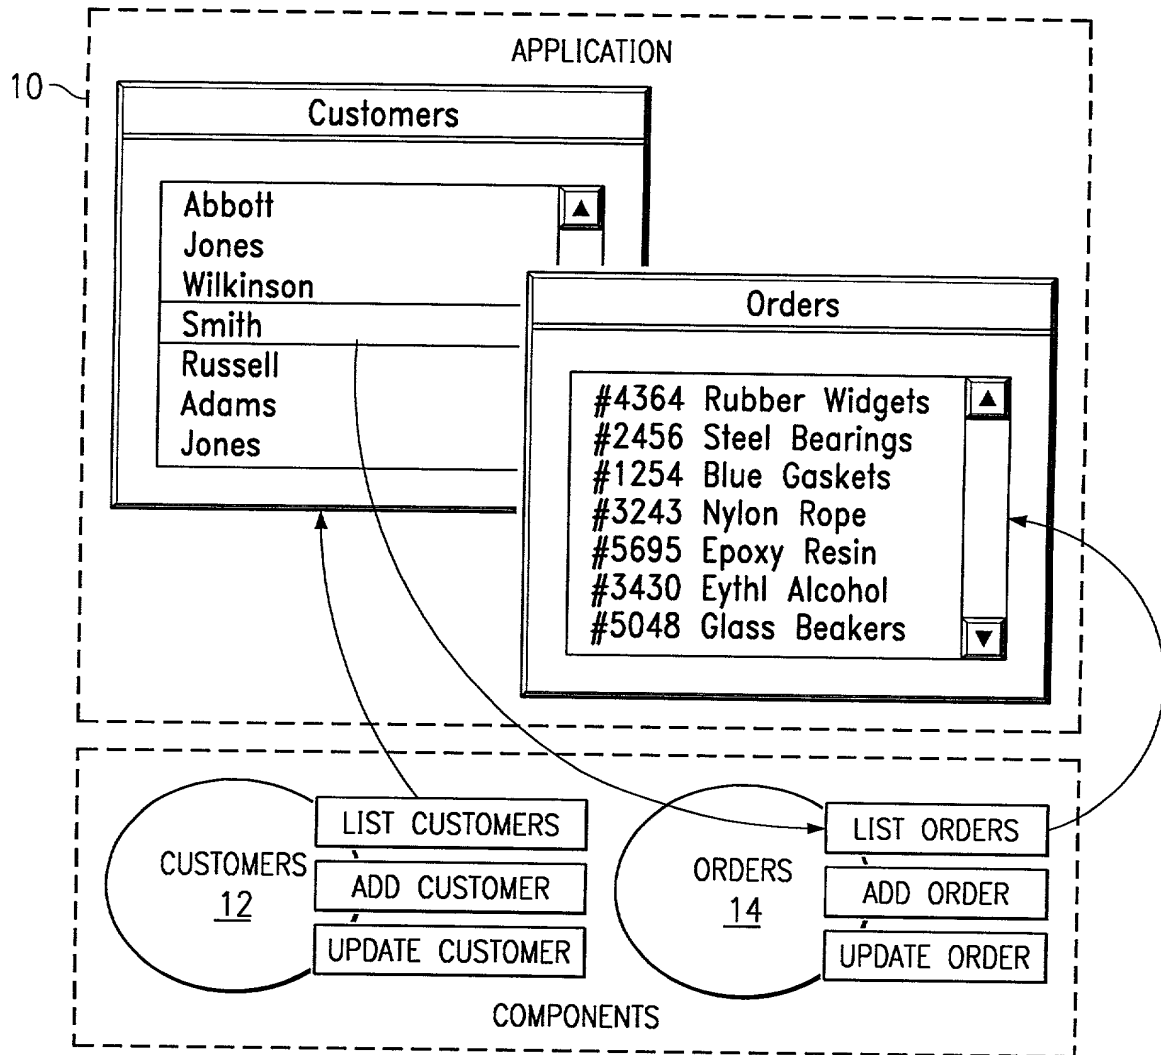 APPLICATION
10
Customers
Abbott
Jones
Wilkinson
Smith
Russell
Adams
Jones
Orders
#4364 Rubber Widgets
#2456 Steel Bearings
#1254 Blue Gaskets
#3243 Nylon Rope
#5695 Epoxy Resin
#3430 Eythl Alcohol
#5048 Glass Beakers
CUSTOMERS
12
LIST CUSTOMERS
ADD CUSTOMER
UPDATE CUSTOMER
ORDERS
14
LIST ORDERS
ADD ORDER
UPDATE ORDER
COMPONENTS